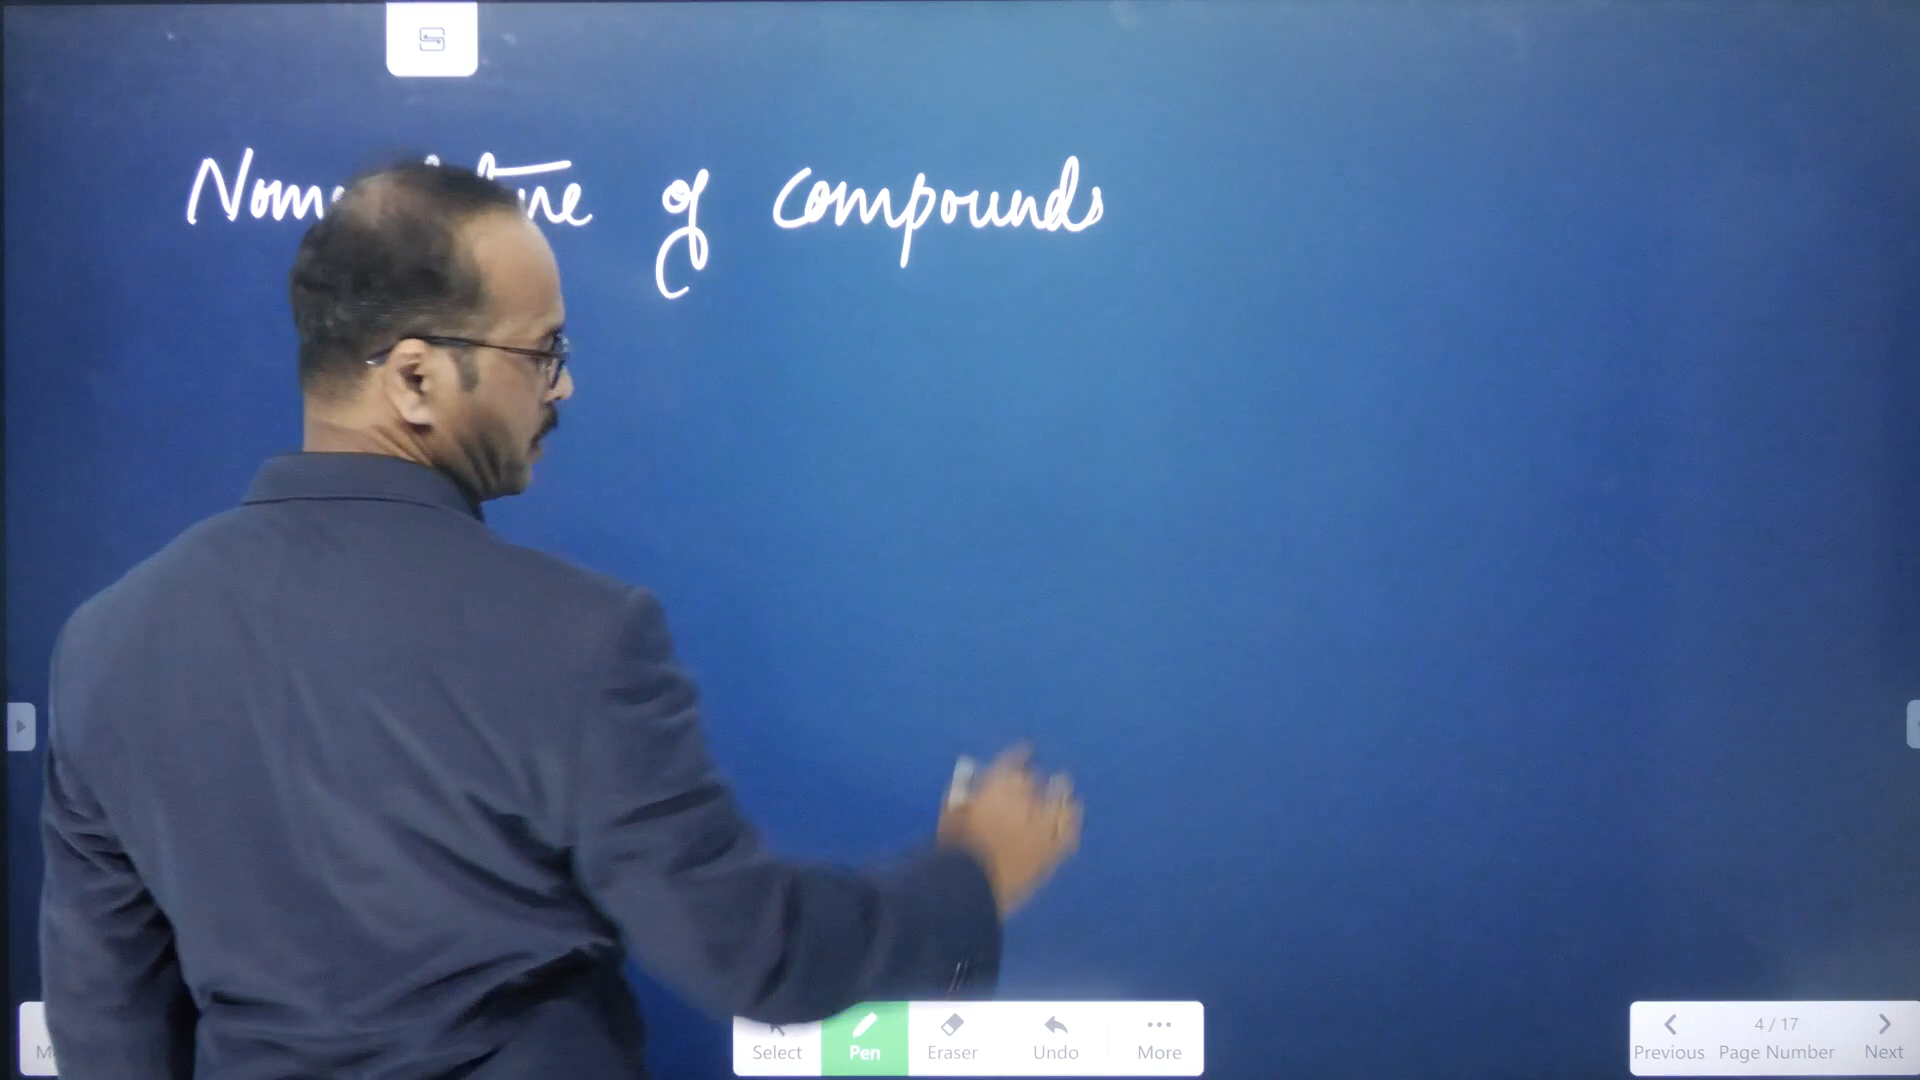 of compounds
Select Pen Eraser Undo More
4 / 17
Previous Page Number Next